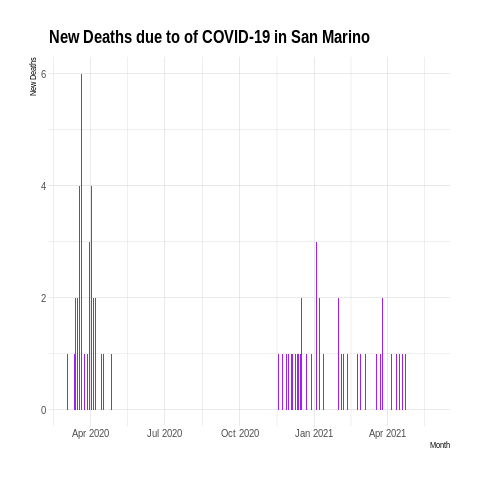 New Deaths due to of COVID-19 in San Marino
New Deaths
6
4
2
0
Apr 2020 Jul 2020 Oct 2020 Jan 2021 Apr 2021
Month